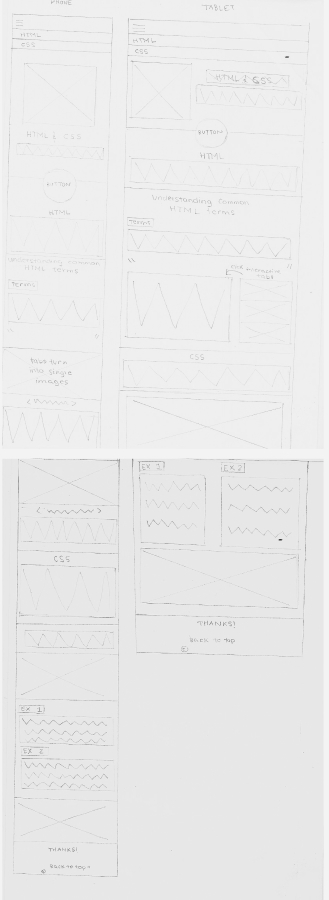 PHONE
HTML
CSS
HTML & CSS
BUTTON
HTML
Understanding Common
HTML Terms
Terms
tabs turn
into single
images
TABLET
HTML
CSS
HTML & CSS
BUTTON
HTML
Understanding Common
HTML Terms
Terms
CSS
CSS
EX 1
EX 2
THANKS!
BACK TO TOP
EX 2
EX 2
THANKS!
BACK TO TOP